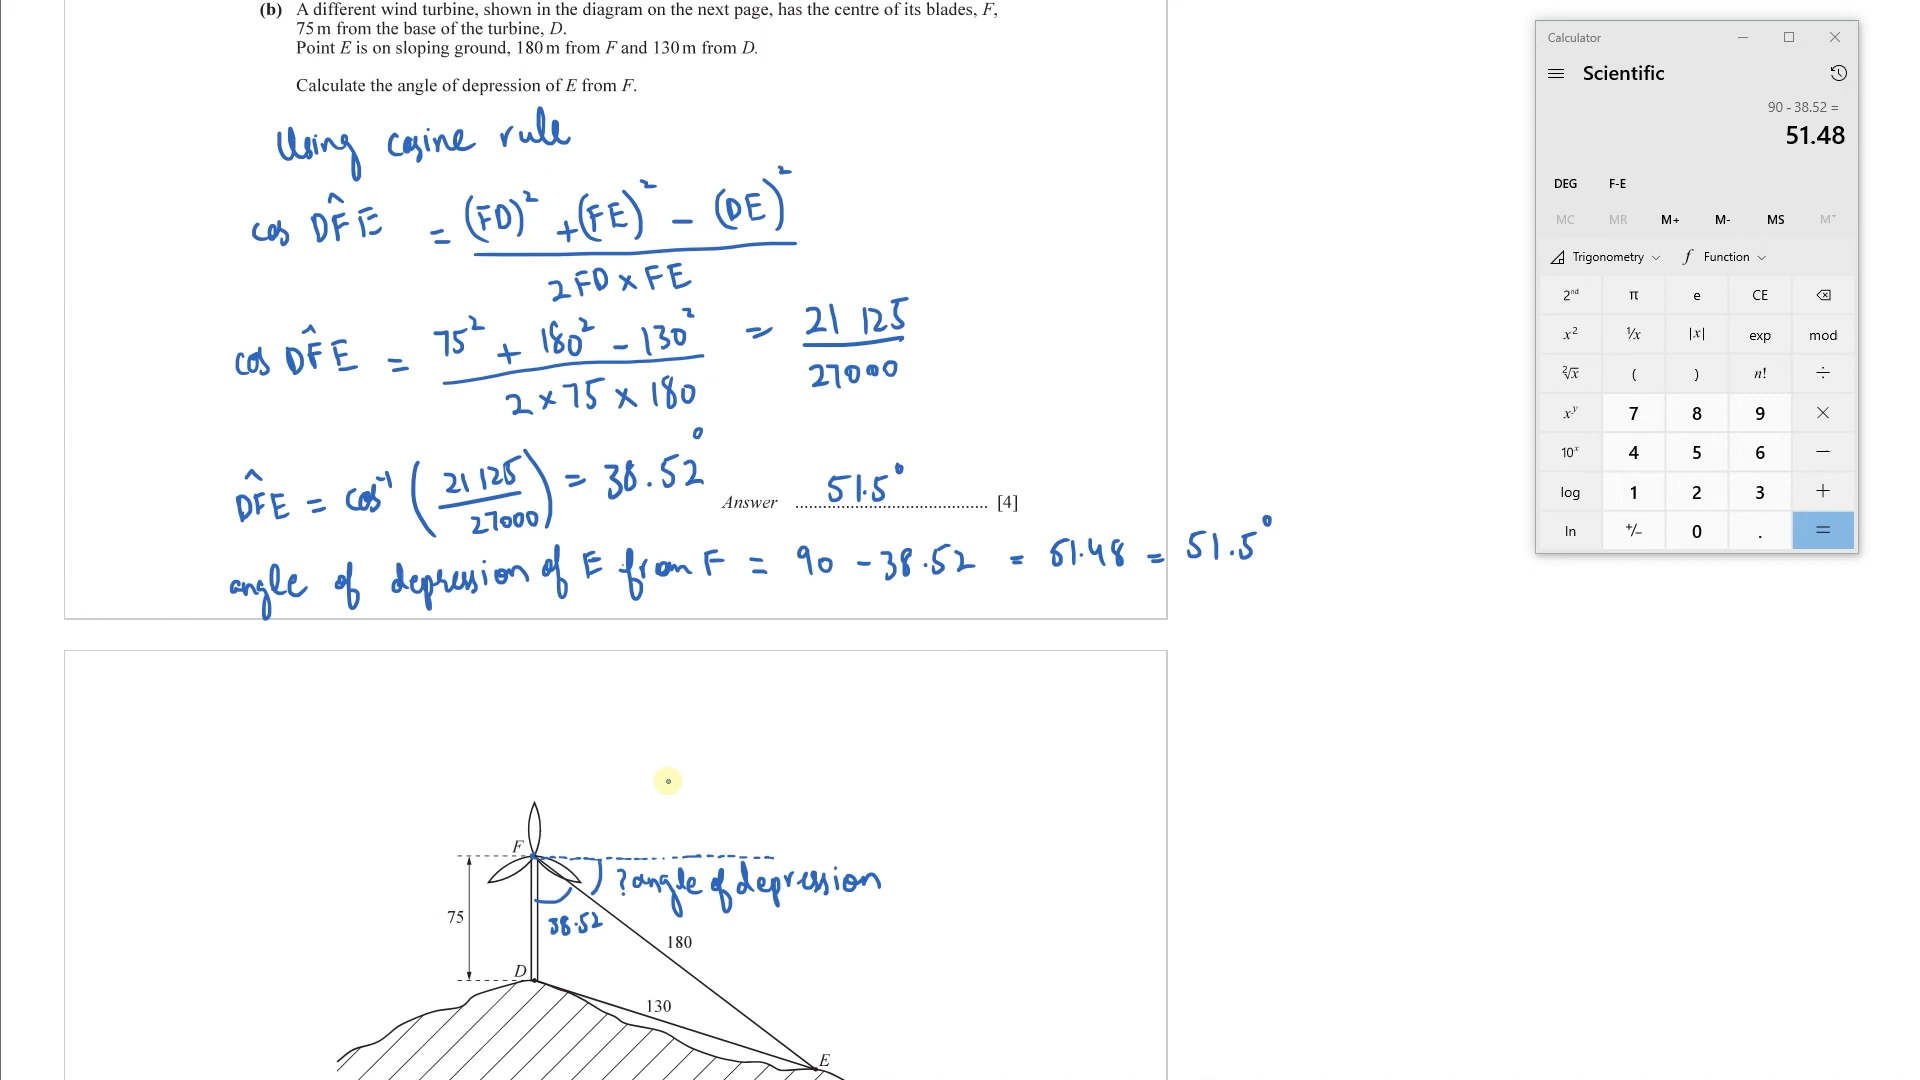 (b) A different wind turbine, shown in the diagram on the next page, has the centre of its blades, F,
75 m from the base of the turbine, D.
Point E is on sloping ground, 180 m from F and 130 m from D.
Calculate the angle of depression of E from F.
Using cosine rule
cos DF̂E = (FD)² + (FE)² − (DE)²
2FD × FE
cos DF̂E = 75² + 180² − 130² = 21 125
2 × 75 × 180 27000
D̂FE = cos⁻¹ (21 125 / 27000) = 38.52°
Answer 51.5° [4]
angle of depression of E from F = 90 − 38.52 = 51.48 = 51.5°
F
? angle of depression
38.52
75
180
D
130
E
Calculator
Scientific
90 - 38.52 =
51.48
DEG F-E
MC MR M+ M- MS M˅
Trigonometry f Function
2ⁿᵈ π e CE
x² ¹/x |x| exp mod
²√x ( ) n! ÷
xʸ 7 8 9 ×
10ˣ 4 5 6 −
log 1 2 3 +
ln +/- 0 . =